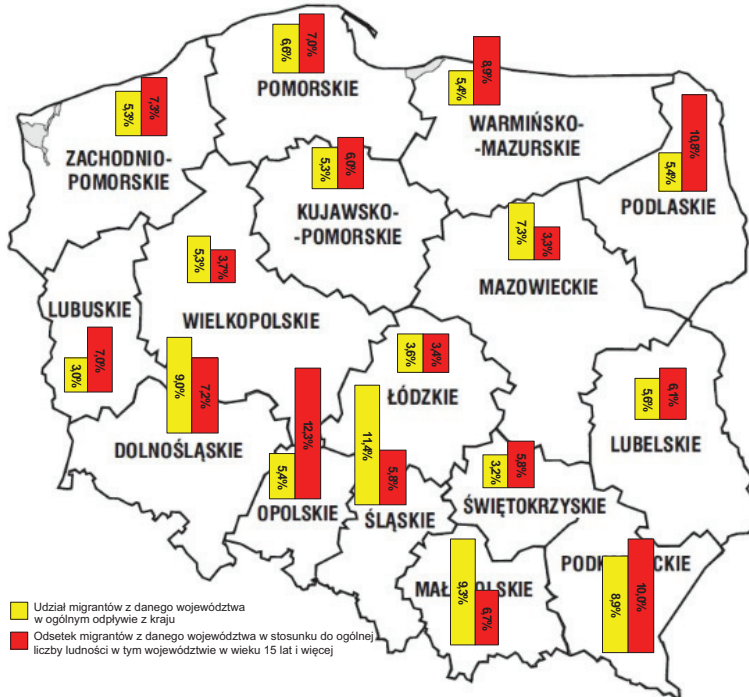 6,6%
7,0%
POMORSKIE
5,3%
7,3%
ZACHODNIO-
-POMORSKIE
5,4%
8,9%
WARMIŃSKO-
-MAZURSKIE
5,4%
10,8%
PODLASKIE
5,3%
6,0%
KUJAWSKO-
-POMORSKIE
7,3%
3,3%
MAZOWIECKIE
5,3%
3,7%
WIELKOPOLSKIE
LUBUSKIE
3,0%
7,0%
3,6%
3,4%
ŁÓDZKIE
9,0%
7,2%
DOLNOŚLĄSKIE
5,6%
6,1%
LUBELSKIE
5,4%
12,3%
OPOLSKIE
11,4%
5,8%
ŚLĄSKIE
3,2%
5,8%
ŚWIĘTOKRZYSKIE
9,3%
6,7%
MAŁOPOLSKIE
8,9%
10,0%
PODKARPACKIE
Udział migrantów z danego województwa
w ogólnym odpływie z kraju
Odsetek migrantów z danego województwa w stosunku do ogólnej
liczby ludności w tym województwie w wieku 15 lat i więcej